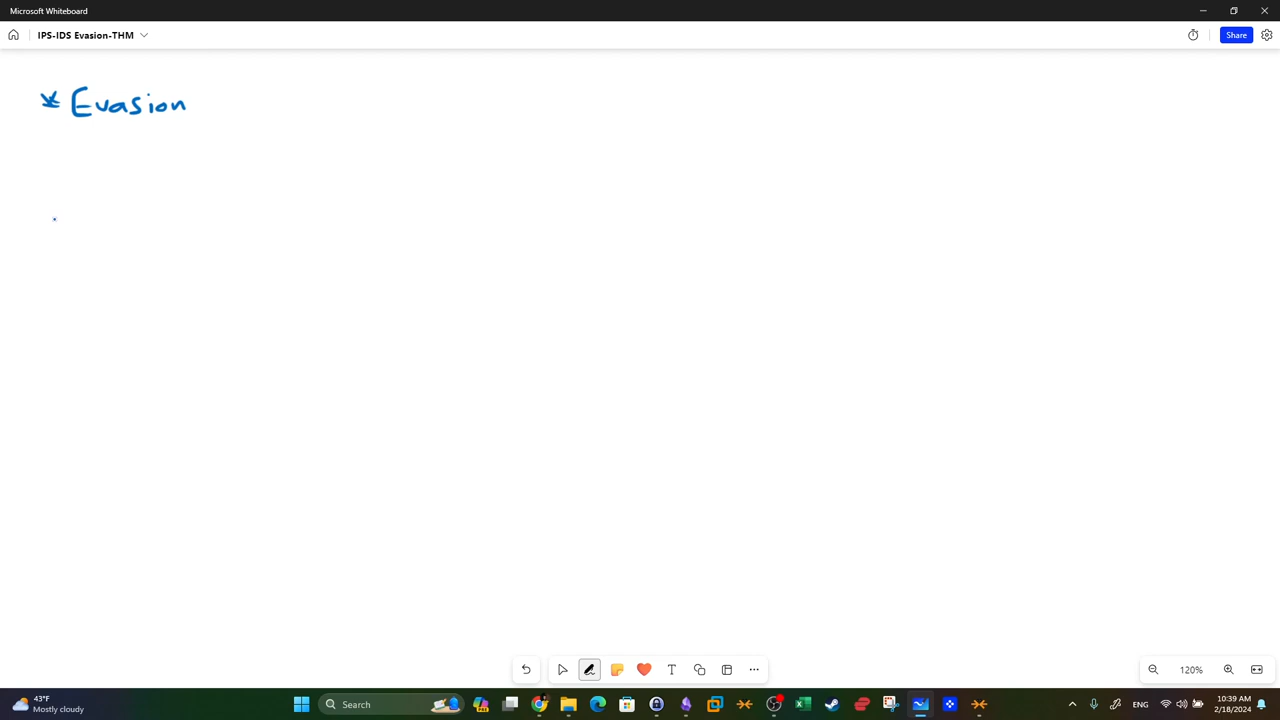 Microsoft Whiteboard
IPS-IDS Evasion-THM
Share
* Evasion
120%
43°F
Mostly cloudy
Search
ENG
10:39 AM
2/18/2024